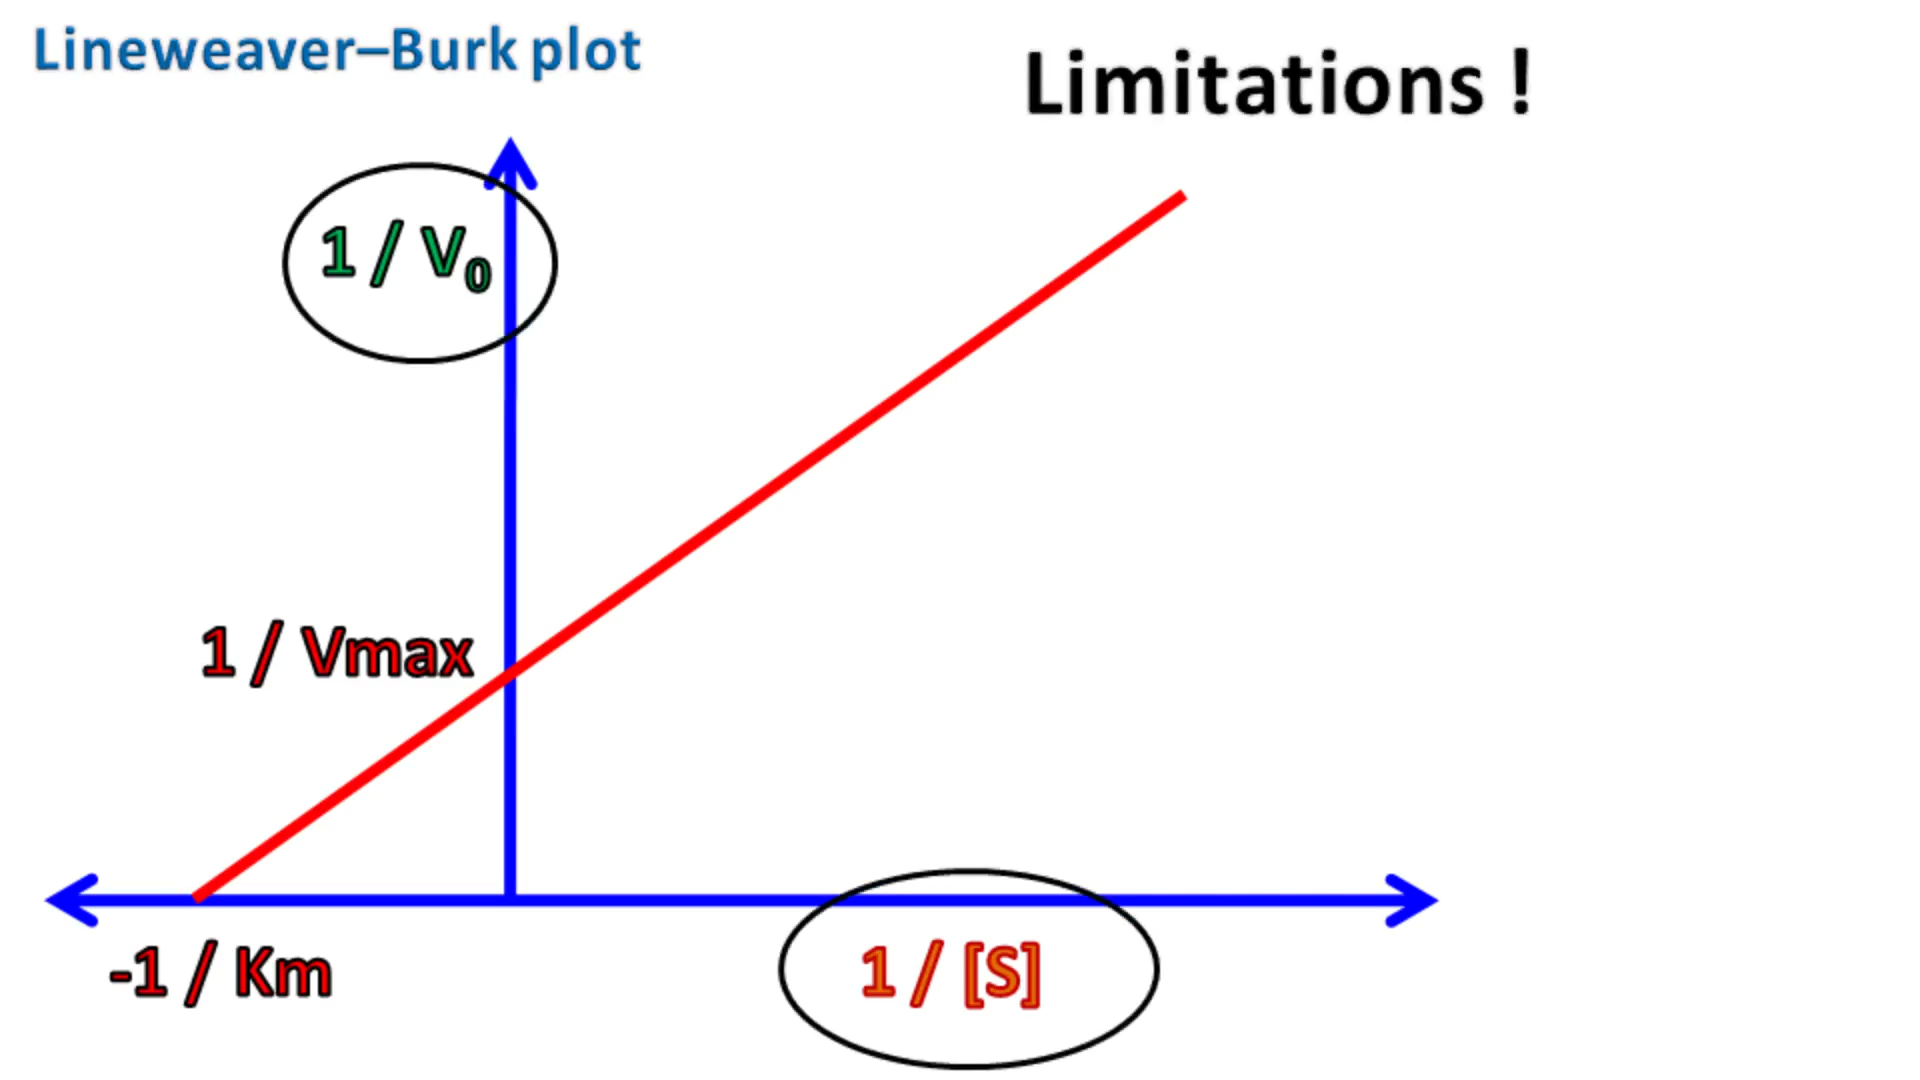 Lineweaver–Burk plot
Limitations !
1 / V₀
1 / Vmax
-1 / Km
1 / [S]